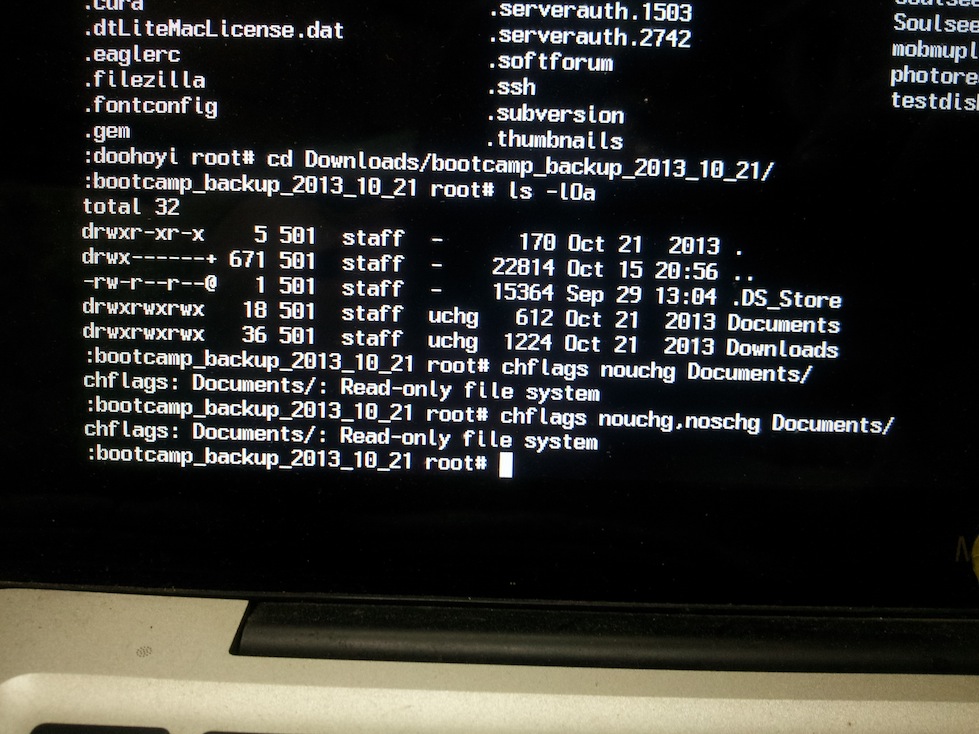 .cura
.serverauth.1503
.dtLiteMacLicense.dat
.serverauth.2742
.eaglerc
.softforum
.filezilla
.ssh
.fontconfig
.subversion
.gem
.thumbnails
Soulsee
mobmupl
photore
testdis
:doohoyi root# cd Downloads/bootcamp_backup_2013_10_21/
:bootcamp_backup_2013_10_21 root# ls -lOa
total 32
drwxr-xr-x 5 501 staff - 170 Oct 21 2013 .
drwx------+ 671 501 staff - 22814 Oct 15 20:56 ..
-rw-r--r--@ 1 501 staff - 15364 Sep 29 13:04 .DS_Store
drwxrwxrwx 18 501 staff uchg 612 Oct 21 2013 Documents
drwxrwxrwx 36 501 staff uchg 1224 Oct 21 2013 Downloads
:bootcamp_backup_2013_10_21 root# chflags nouchg Documents/
chflags: Documents/: Read-only file system
:bootcamp_backup_2013_10_21 root# chflags nouchg,noschg Documents/
chflags: Documents/: Read-only file system
:bootcamp_backup_2013_10_21 root#